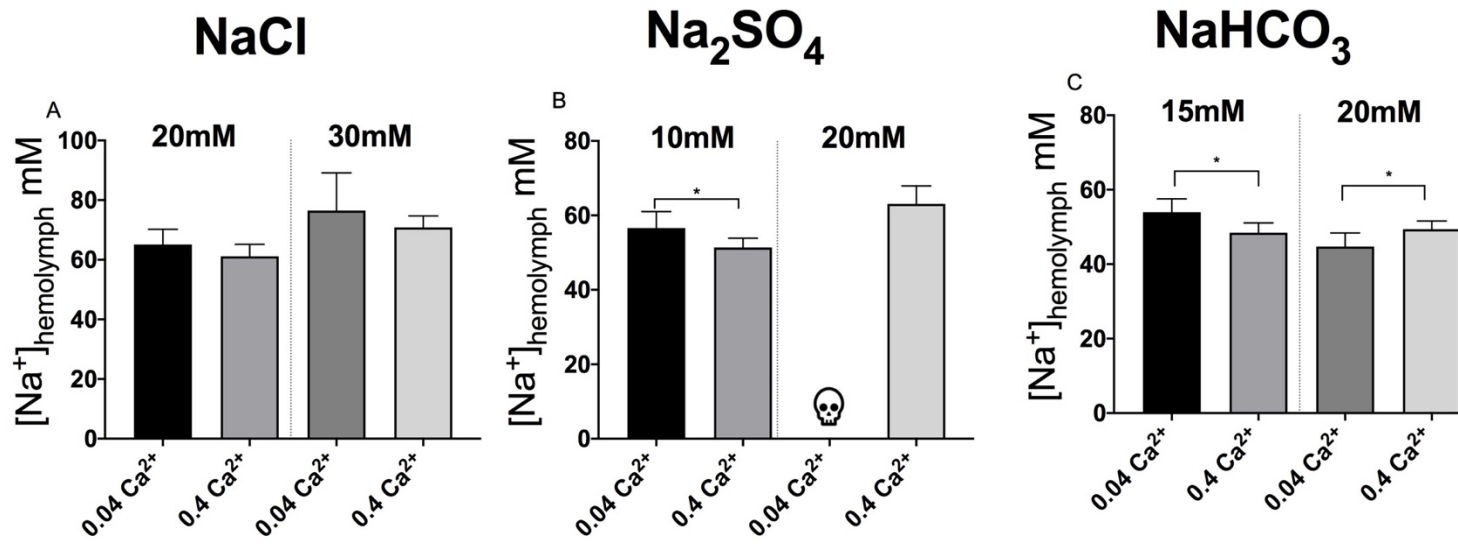 NaCl
Na₂SO₄
NaHCO₃
A
20mM 30mM
[Na⁺]hemolymph mM
100
80
60
40
20
0
0.04 Ca²⁺
0.4 Ca²⁺
0.04 Ca²⁺
0.4 Ca²⁺
B
10mM 20mM
[Na⁺]hemolymph mM
80
60
40
20
0
*
0.04 Ca²⁺
0.4 Ca²⁺
0.04 Ca²⁺
0.4 Ca²⁺
C
15mM 20mM
[Na⁺]hemolymph mM
80
60
40
20
0
* *
0.04 Ca²⁺
0.4 Ca²⁺
0.04 Ca²⁺
0.4 Ca²⁺